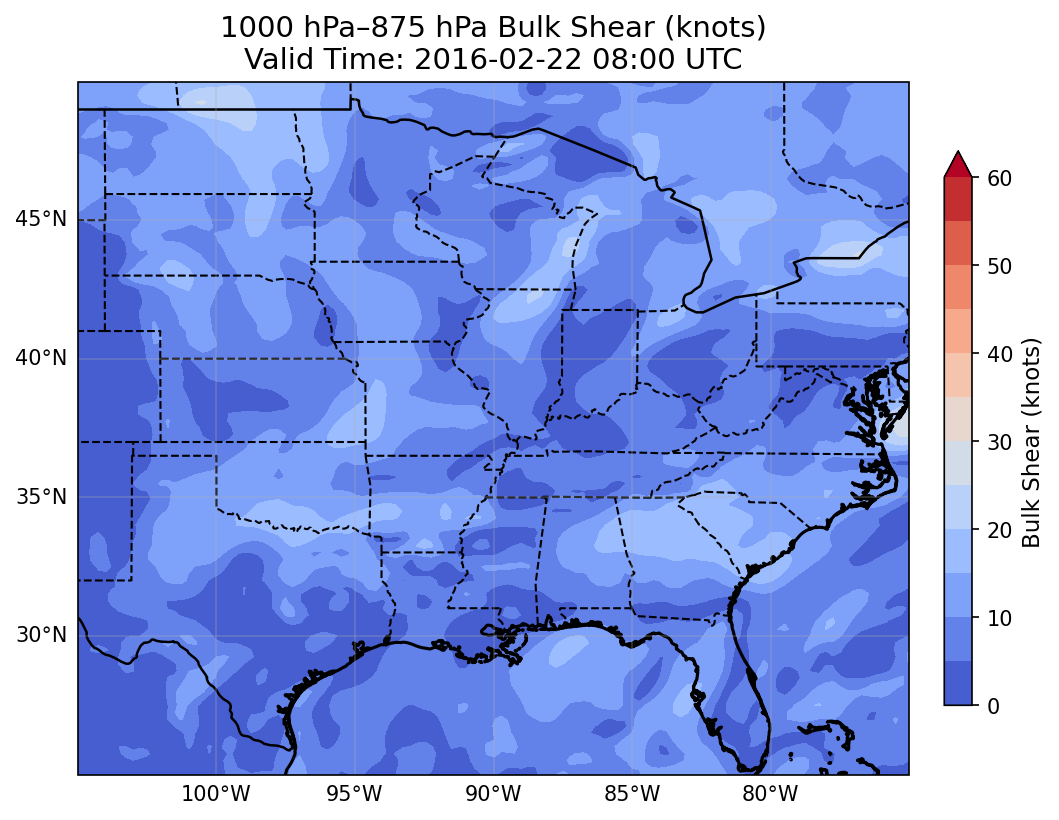 1000 hPa–875 hPa Bulk Shear (knots)
Valid Time: 2016-02-22 08:00 UTC
45°N
40°N
35°N
30°N
100°W
95°W
90°W
85°W
80°W
60
50
40
30
20
10
0
Bulk Shear (knots)